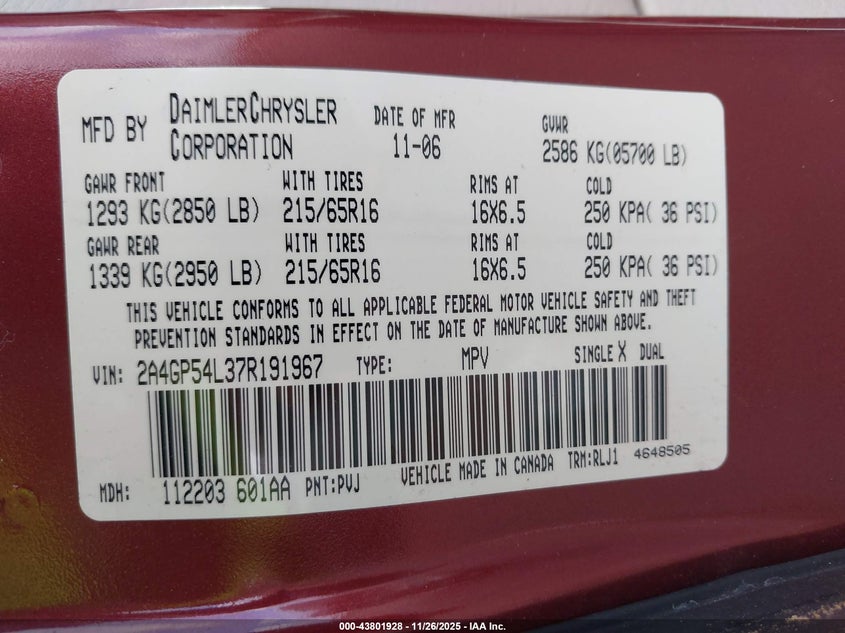 MFD BY DAIMLERCHRYSLER CORPORATION DATE OF MFR 11-06 GVWR 2586 KG(05700 LB)
GAWR FRONT WITH TIRES RIMS AT COLD
1293 KG(2850 LB) 215/65R16 16X6.5 250 KPA( 36 PSI)
GAWR REAR WITH TIRES RIMS AT COLD
1339 KG(2950 LB) 215/65R16 16X6.5 250 KPA( 36 PSI)
THIS VEHICLE CONFORMS TO ALL APPLICABLE FEDERAL MOTOR VEHICLE SAFETY AND THEFT
PREVENTION STANDARDS IN EFFECT ON THE DATE OF MANUFACTURE SHOWN ABOVE.
VIN: 2A4GP54L37R191967 TYPE: MPV SINGLE X DUAL
MDH: 112203 601AA PNT:PVJ VEHICLE MADE IN CANADA TRM:RLJ1 4648505
000-43801928 - 11/26/2025 - IAA Inc.